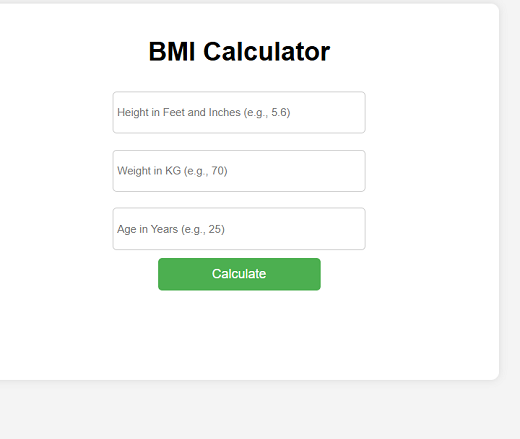 BMI Calculator
Height in Feet and Inches (e.g., 5.6)
Weight in KG (e.g., 70)
Age in Years (e.g., 25)
Calculate